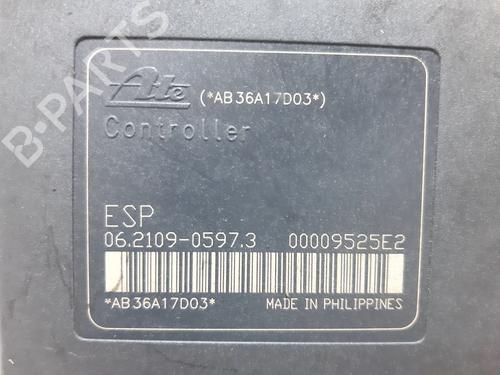 Ate (*AB36A17D03*)
Controller
ESP
06.2109-0597.3 00009525E2
*AB36A17D03* MADE IN PHILIPPINES
B-PARTS